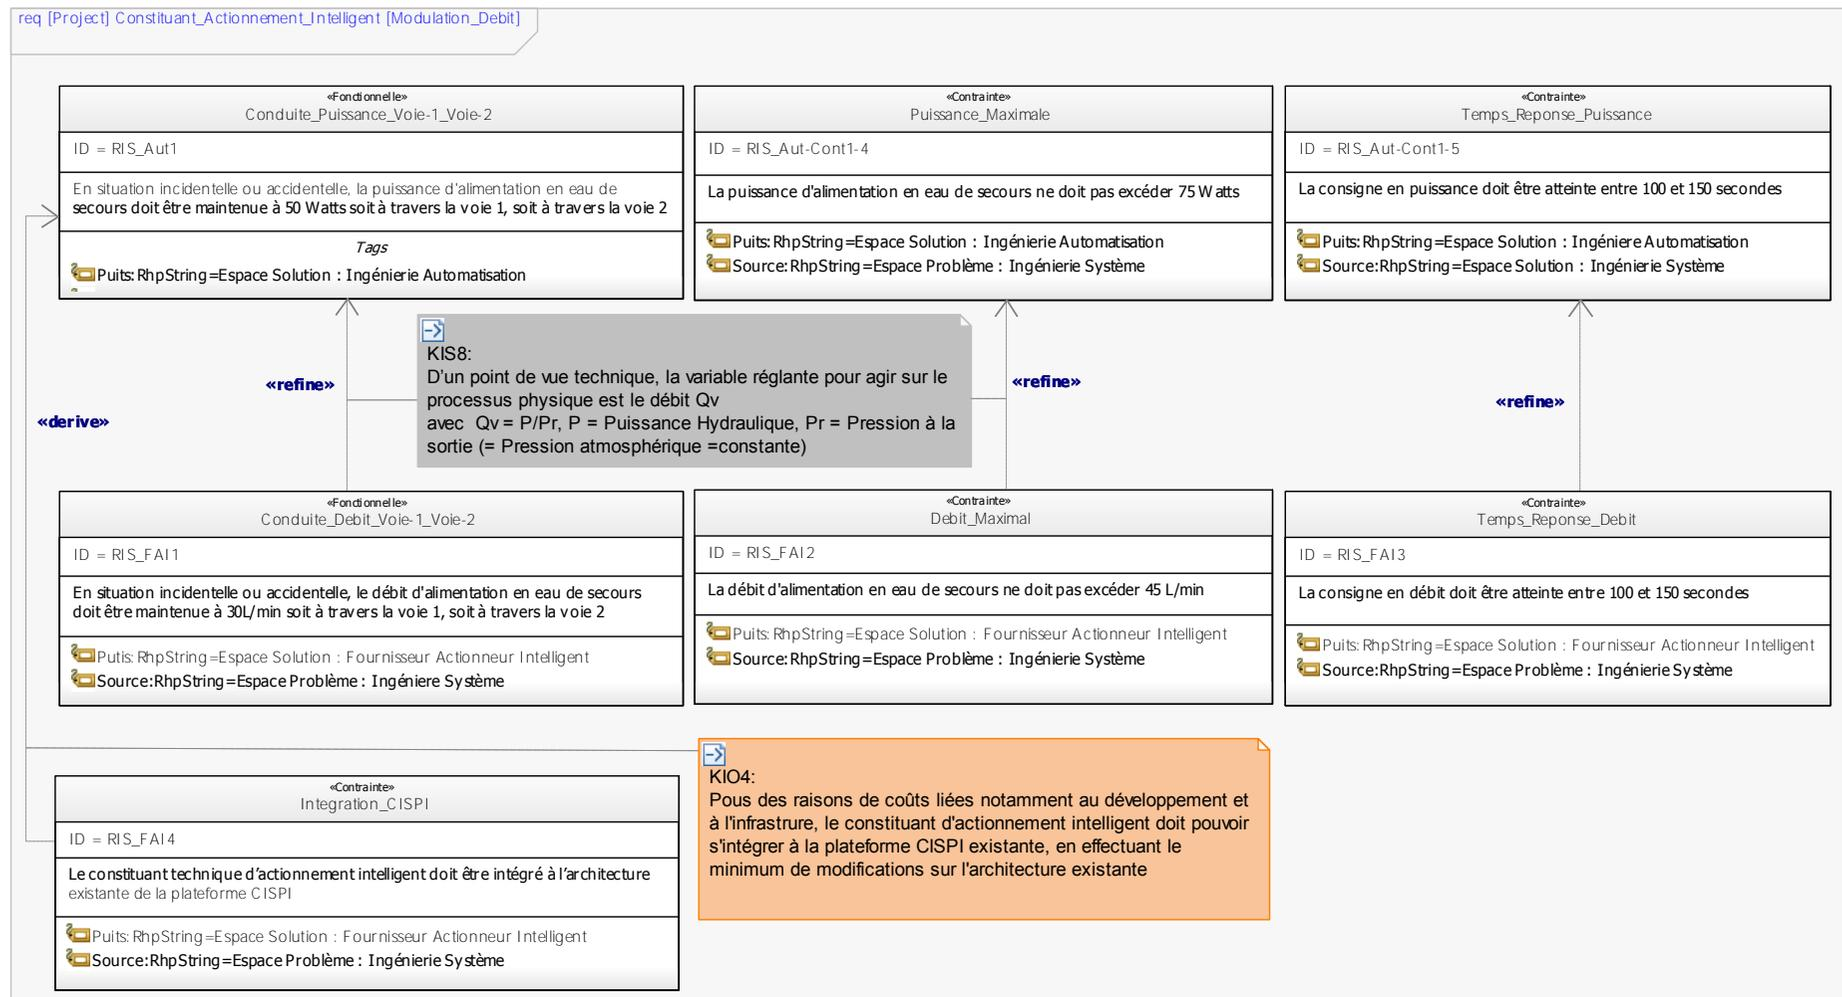 req [Project] Constituant_Actionnement_Intelligent [Modulation_Debit]
«Fonctionnelle»
Conduite_Puissance_Voie-1_Voie-2
ID = RIS_Aut1
En situation incidentelle ou accidentelle, la puissance d'alimentation en eau de
secours doit être maintenue à 50 Watts soit à travers la voie 1, soit à travers la voie 2
Tags
Puits:RhpString=Espace Solution : Ingénierie Automatisation
«Contrainte»
Puissance_Maximale
ID = RIS_Aut-Cont1-4
La puissance d'alimentation en eau de secours ne doit pas excéder 75 Watts
Puits:RhpString=Espace Solution : Ingénierie Automatisation
Source:RhpString=Espace Problème : Ingénierie Système
«Contrainte»
Temps_Reponse_Puissance
ID = RIS_Aut-Cont1-5
La consigne en puissance doit être atteinte entre 100 et 150 secondes
Puits:RhpString=Espace Solution : Ingéniere Automatisation
Source:RhpString=Espace Solution : Ingénierie Système
«refine»
«derive»
KIS8:
D'un point de vue technique, la variable réglante pour agir sur le
processus physique est le débit Qv
avec Qv = P/Pr, P = Puissance Hydraulique, Pr = Pression à la
sortie (= Pression atmosphérique =constante)
«refine»
«refine»
«Fonctionnelle»
Conduite_Debit_Voie-1_Voie-2
ID = RIS_FAI1
En situation incidentelle ou accidentelle, le débit d'alimentation en eau de secours
doit être maintenue à 30L/min soit à travers la voie 1, soit à travers la voie 2
Putis:RhpString=Espace Solution : Fournisseur Actionneur Intelligent
Source:RhpString=Espace Problème : Ingéniere Système
«Contrainte»
Debit_Maximal
ID = RIS_FAI2
La débit d'alimentation en eau de secours ne doit pas excéder 45 L/min
Puits:RhpString=Espace Solution : Fournisseur Actionneur Intelligent
Source:RhpString=Espace Problème : Ingénierie Système
«Contrainte»
Temps_Reponse_Debit
ID = RIS_FAI3
La consigne en débit doit être atteinte entre 100 et 150 secondes
Puits:RhpString=Espace Solution : Fournisseur Actionneur Intelligent
Source:RhpString=Espace Problème : Ingénierie Système
«Contrainte»
Integration_CISPI
ID = RIS_FAI4
Le constituant technique d'actionnement intelligent doit être intégré à l'architecture
existante de la plateforme CISPI
Puits:RhpString=Espace Solution : Fournisseur Actionneur Intelligent
Source:RhpString=Espace Problème : Ingénierie Système
KIO4:
Pous des raisons de coûts liées notamment au développement et
à l'infrastrure, le constituant d'actionnement intelligent doit pouvoir
s'intégrer à la plateforme CISPI existante, en effectuant le
minimum de modifications sur l'architecture existante